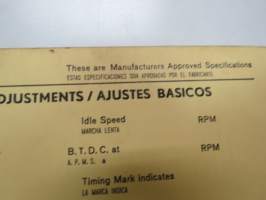 These are Manufacturers Approved Specifications
ESTAS ESPECIFICACIONES SON APROBADAS POR EL FABRICANTE
ADJUSTMENTS / AJUSTES BASICOS
Idle Speed RPM
MARCHA LENTA
B. T. D. C. at RPM
A. P. M. S. a
Timing Mark indicates
LA MARCA INDICA